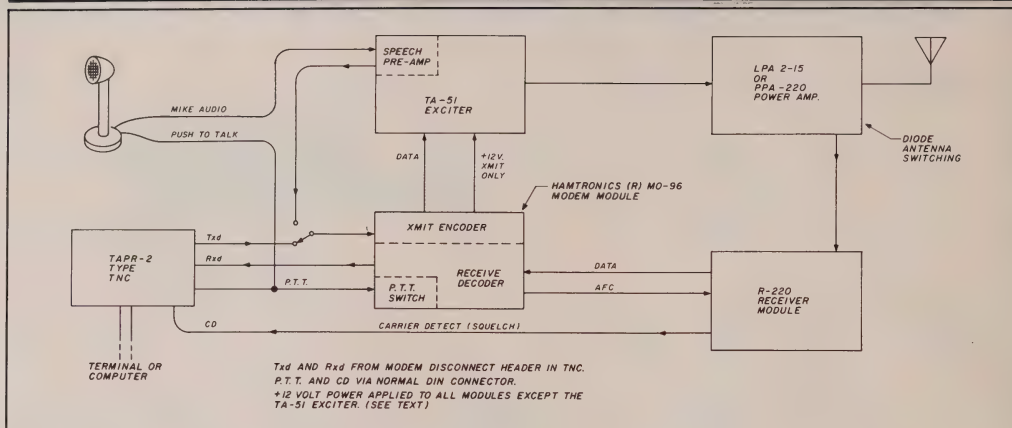 SPEECH
PRE-AMP
TA-51
EXCITER
LPA 2-15
OR
PPA-220
POWER AMP.
MIKE AUDIO
PUSH TO TALK
DIODE
ANTENNA
SWITCHING
DATA
+12V.
XMIT
ONLY
HAMTRONICS (R) MO-96
MODEM MODULE
TAPR-2
TYPE
TNC
Txd
Rxd
P.T.T.
CD
XMIT ENCODER
RECEIVE
DECODER
P.T.T.
SWITCH
DATA
AFC
R-220
RECEIVER
MODULE
CARRIER DETECT (SQUELCH)
TERMINAL OR
COMPUTER
Txd AND Rxd FROM MODEM DISCONNECT HEADER IN TNC.
P.T.T. AND CD VIA NORMAL DIN CONNECTOR.
+12 VOLT POWER APPLIED TO ALL MODULES EXCEPT THE
TA-51 EXCITER. (SEE TEXT)